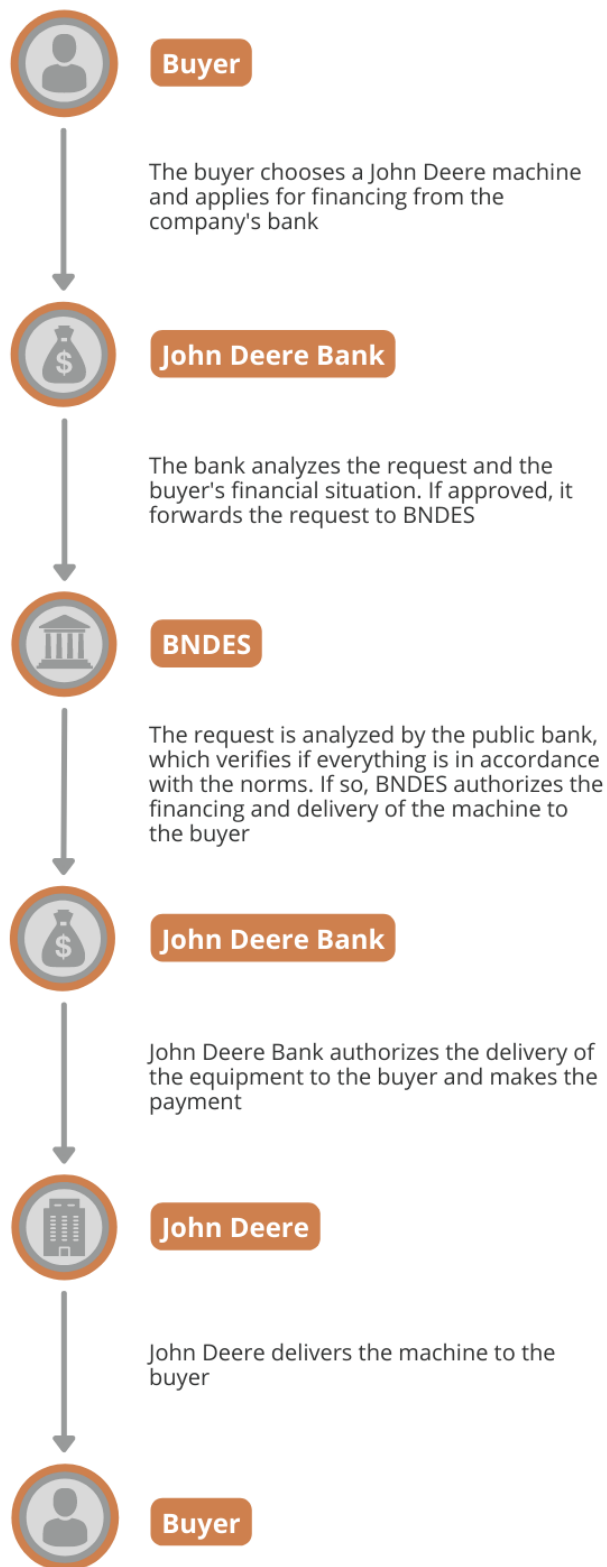 Buyer
The buyer chooses a John Deere machine
and applies for financing from the
company's bank
$
John Deere Bank
The bank analyzes the request and the
buyer's financial situation. If approved, it
forwards the request to BNDES
BNDES
The request is analyzed by the public bank,
which verifies if everything is in accordance
with the norms. If so, BNDES authorizes the
financing and delivery of the machine to
the buyer
$
John Deere Bank
John Deere Bank authorizes the delivery of
the equipment to the buyer and makes the
payment
John Deere
John Deere delivers the machine to the
buyer
Buyer